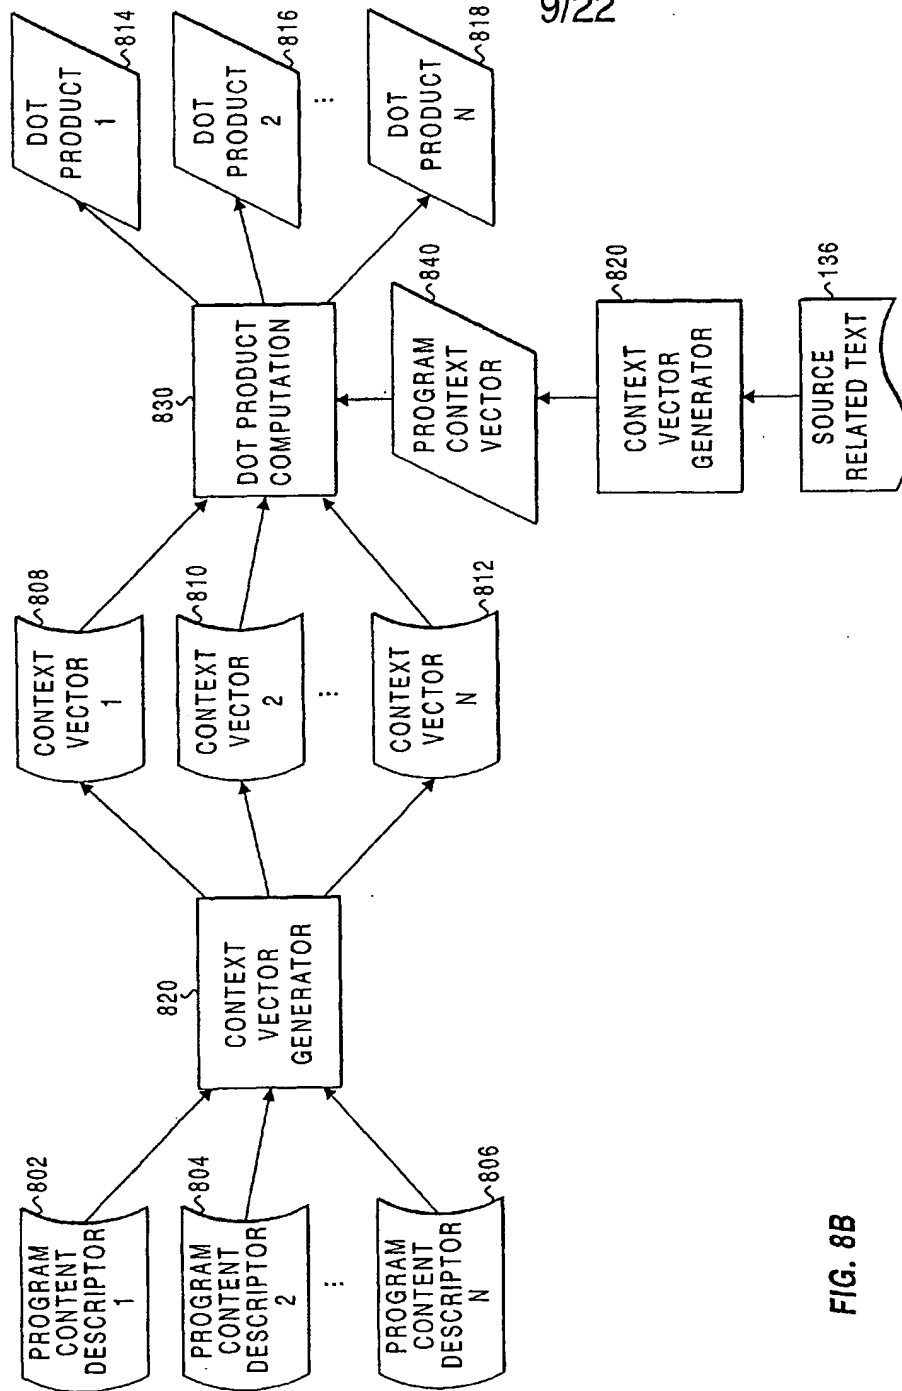 9/22
PROGRAM
CONTENT
DESCRIPTOR
1
802
PROGRAM
CONTENT
DESCRIPTOR
2
804
⋮
PROGRAM
CONTENT
DESCRIPTOR
N
806
820
CONTEXT
VECTOR
GENERATOR
CONTEXT
VECTOR
1
808
CONTEXT
VECTOR
2
810
⋮
CONTEXT
VECTOR
N
812
830
DOT PRODUCT
COMPUTATION
DOT
PRODUCT
1
814
DOT
PRODUCT
2
816
⋮
DOT
PRODUCT
N
818
PROGRAM
CONTEXT
VECTOR
840
CONTEXT
VECTOR
GENERATOR
820
SOURCE
RELATED TEXT
136
FIG. 8B